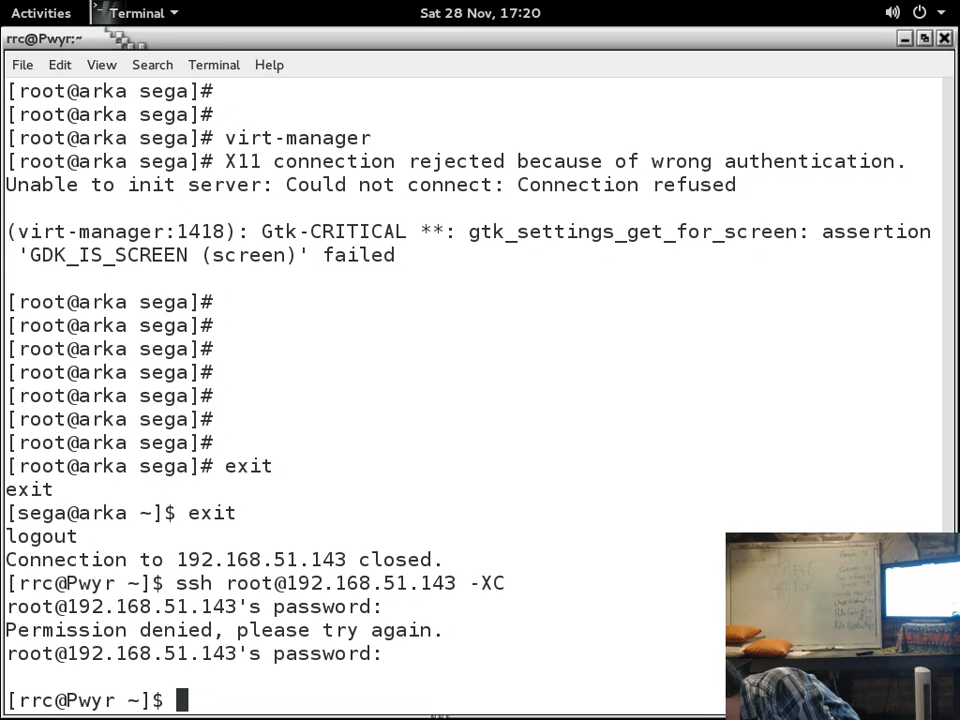 Activities Terminal Sat 28 Nov, 17:20
rrc@Pwyr:~
File Edit View Search Terminal Help
[root@arka sega]#
[root@arka sega]#
[root@arka sega]# virt-manager
[root@arka sega]# X11 connection rejected because of wrong authentication.
Unable to init server: Could not connect: Connection refused
(virt-manager:1418): Gtk-CRITICAL **: gtk_settings_get_for_screen: assertion
'GDK_IS_SCREEN (screen)' failed
[root@arka sega]#
[root@arka sega]#
[root@arka sega]#
[root@arka sega]#
[root@arka sega]#
[root@arka sega]#
[root@arka sega]#
[root@arka sega]# exit
exit
[sega@arka ~]$ exit
logout
Connection to 192.168.51.143 closed.
[rrc@Pwyr ~]$ ssh root@192.168.51.143 -XC
root@192.168.51.143's password:
Permission denied, please try again.
root@192.168.51.143's password:
[rrc@Pwyr ~]$